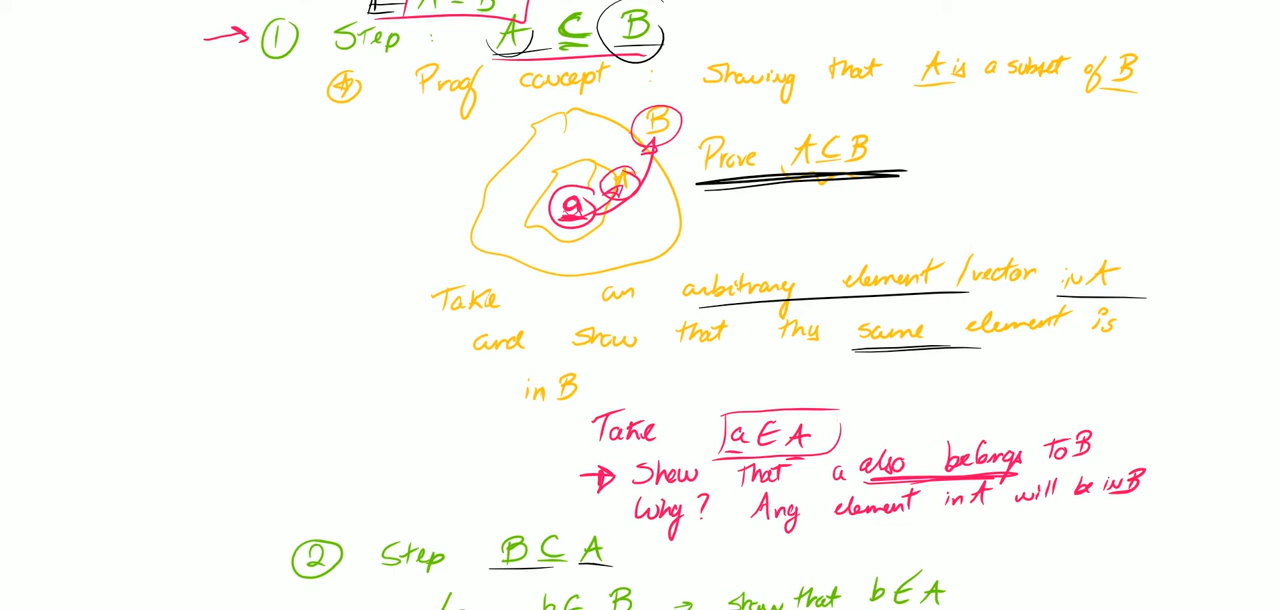 A = B
① Step : A ⊆ B
Proof concept : Showing that A is a subset of B
B
A
a
Prove A ⊆ B
Take an arbitrary element / vector in A
and show that this same element is
in B
Take a ∈ A
→ Show that a also belongs to B
Why? Any element in A will be in B
② Step B ⊆ A
b ∈ B → show that b ∈ A